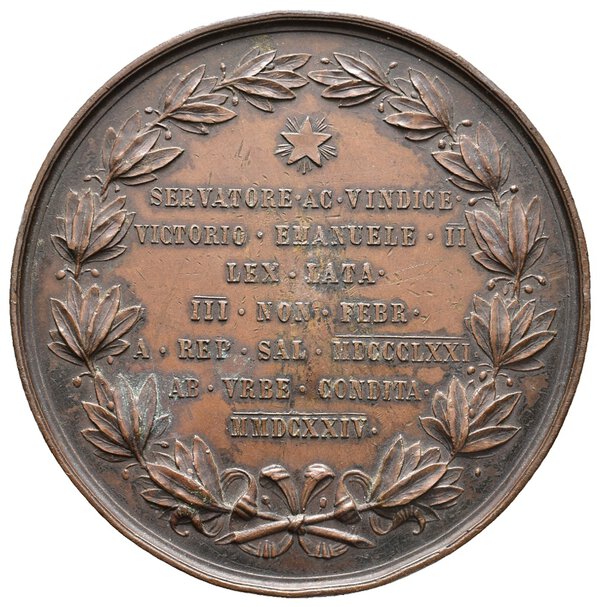 SERVATORE · AC · VINDICE ·
VICTORIO · EMANUELE · II
LEX · LATA ·
III · NON · FEBR ·
A · REP · SAL · MDCCCLXXI
AB · VRBE · CONDITA ·
MMDCXXIV ·